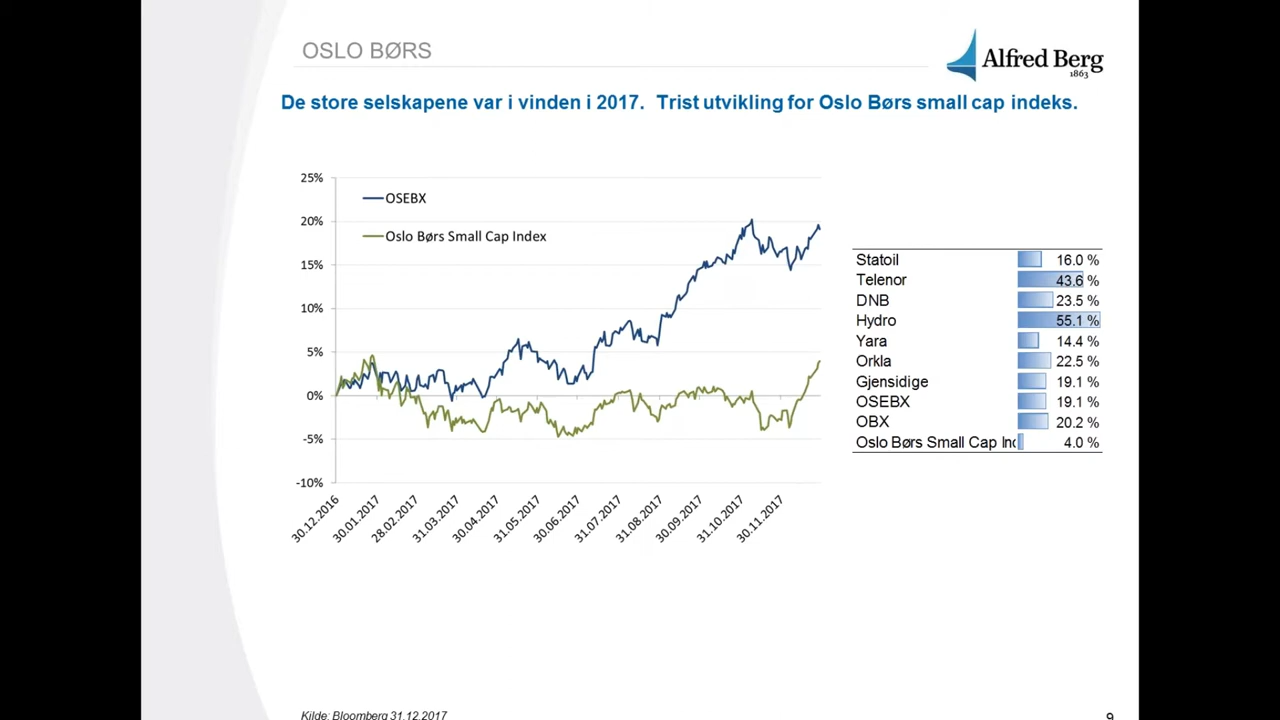 OSLO BØRS
Alfred Berg
1863
De store selskapene var i vinden i 2017. Trist utvikling for Oslo Børs small cap indeks.
25%
20%
15%
10%
5%
0%
-5%
-10%
OSEBX
Oslo Børs Small Cap Index
30.12.2016
30.01.2017
28.02.2017
31.03.2017
30.04.2017
31.05.2017
30.06.2017
31.07.2017
31.08.2017
30.09.2017
31.10.2017
30.11.2017
Statoil 16.0 %
Telenor 43.6 %
DNB 23.5 %
Hydro 55.1 %
Yara 14.4 %
Orkla 22.5 %
Gjensidige 19.1 %
OSEBX 19.1 %
OBX 20.2 %
Oslo Børs Small Cap Inc 4.0 %
Kilde: Bloomberg 31.12.2017
9